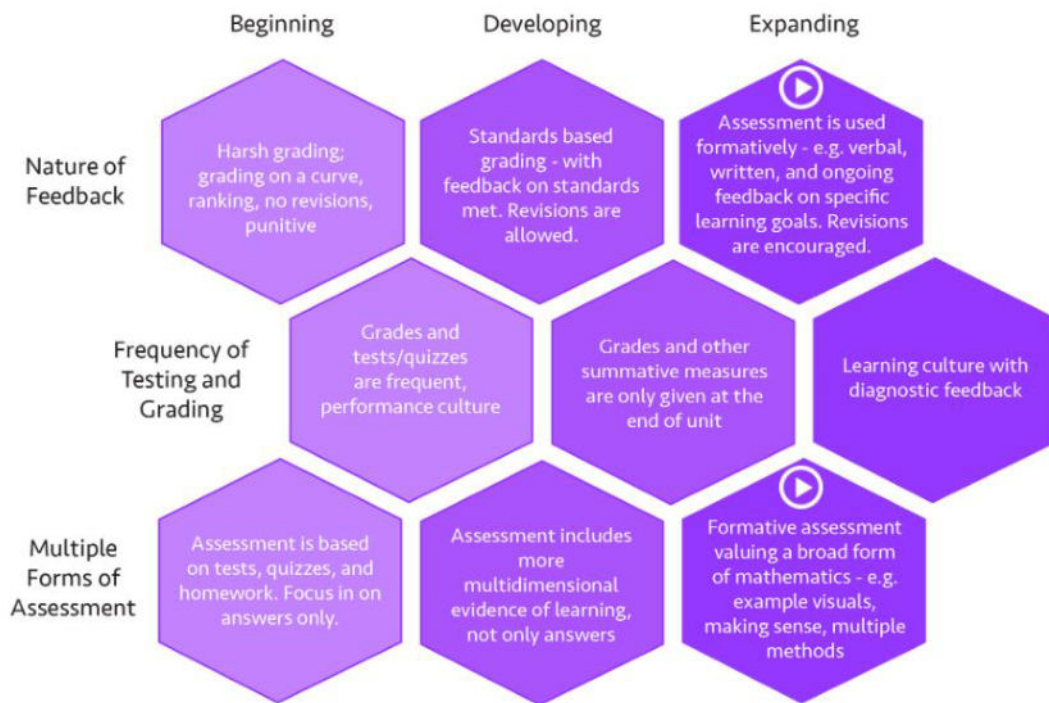 Beginning
Developing
Expanding
Nature of
Feedback
Harsh grading;
grading on a curve,
ranking, no revisions,
punitive
Standards based
grading - with
feedback on standards
met. Revisions are
allowed.
Assessment is used
formatively - e.g. verbal,
written, and ongoing
feedback on specific
learning goals. Revisions
are encouraged.
Frequency of
Testing and
Grading
Grades and
tests/quizzes
are frequent,
performance culture
Grades and other
summative measures
are only given at the
end of unit
Learning culture with
diagnostic feedback
Multiple
Forms of
Assessment
Assessment is based
on tests, quizzes, and
homework. Focus in on
answers only.
Assessment includes
more
multidimensional
evidence of learning,
not only answers
Formative assessment
valuing a broad form
of mathematics - e.g.
example visuals,
making sense, multiple
methods